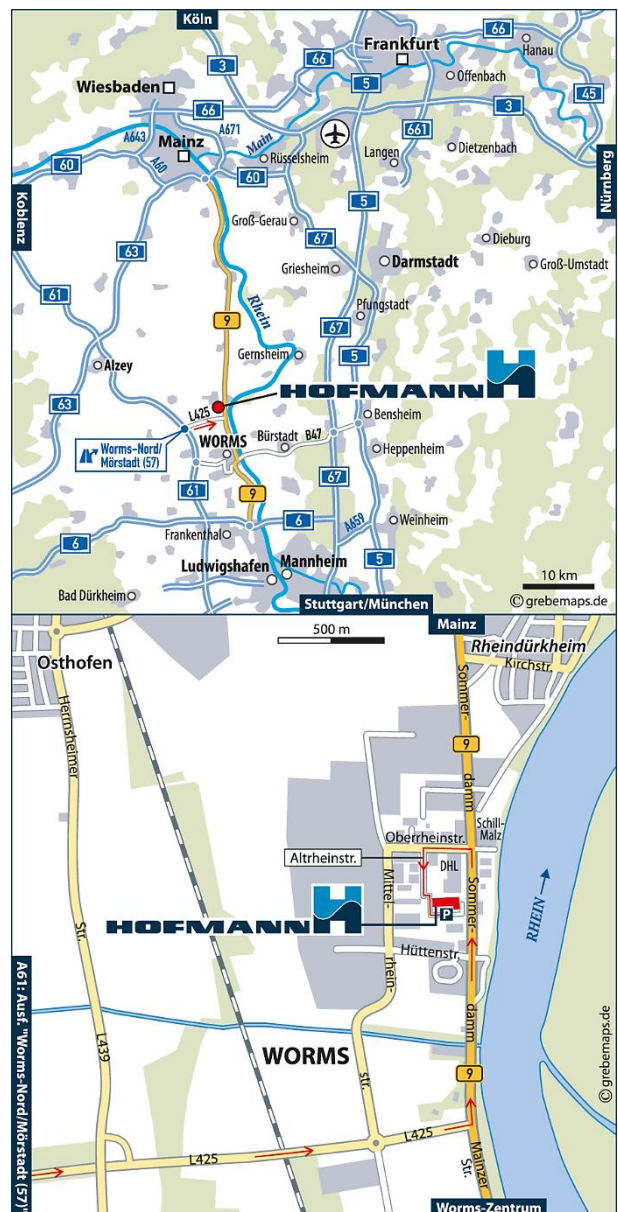 Köln
66
Frankfurt
66
Hanau
3
66
5
Offenbach
Wiesbaden
45
66
3
A643
A671
Main
661
Mainz
Langen
Dietzenbach
60
A60
Rüsselsheim
60
Nürnberg
Koblenz
5
Groß-Gerau
67
Dieburg
63
Griesheim
Darmstadt
Groß-Umstadt
61
Rhein
Pfungstadt
9
67
5
Gernsheim
Alzey
HOFMANN
63
L425
Bensheim
WORMS
Bürstadt
B47
Worms-Nord/
Mörstadt (57)
Heppenheim
67
61
9
6
A659
Weinheim
6
Frankenthal
5
Ludwigshafen
Mannheim
10 km
Bad Dürkheim
Stuttgart/München
© grebemaps.de
500 m
Mainz
Osthofen
Rheindürkheim
Kirchstr.
Sommer-
damm
9
Herrnsheimer
Str.
Schill-
Malz
Oberrheinstr.
Altrheinstr.
DHL
Mittel-
rhein-
str.
Sommer-
damm
P
HOFMANN
RHEIN
Hüttenstr.
A61: Ausf. "Worms-Nord/Mörstadt (57)"
L439
WORMS
9
© grebemaps.de
L425
L425
Mainzer
Str.
Worms-Zentrum